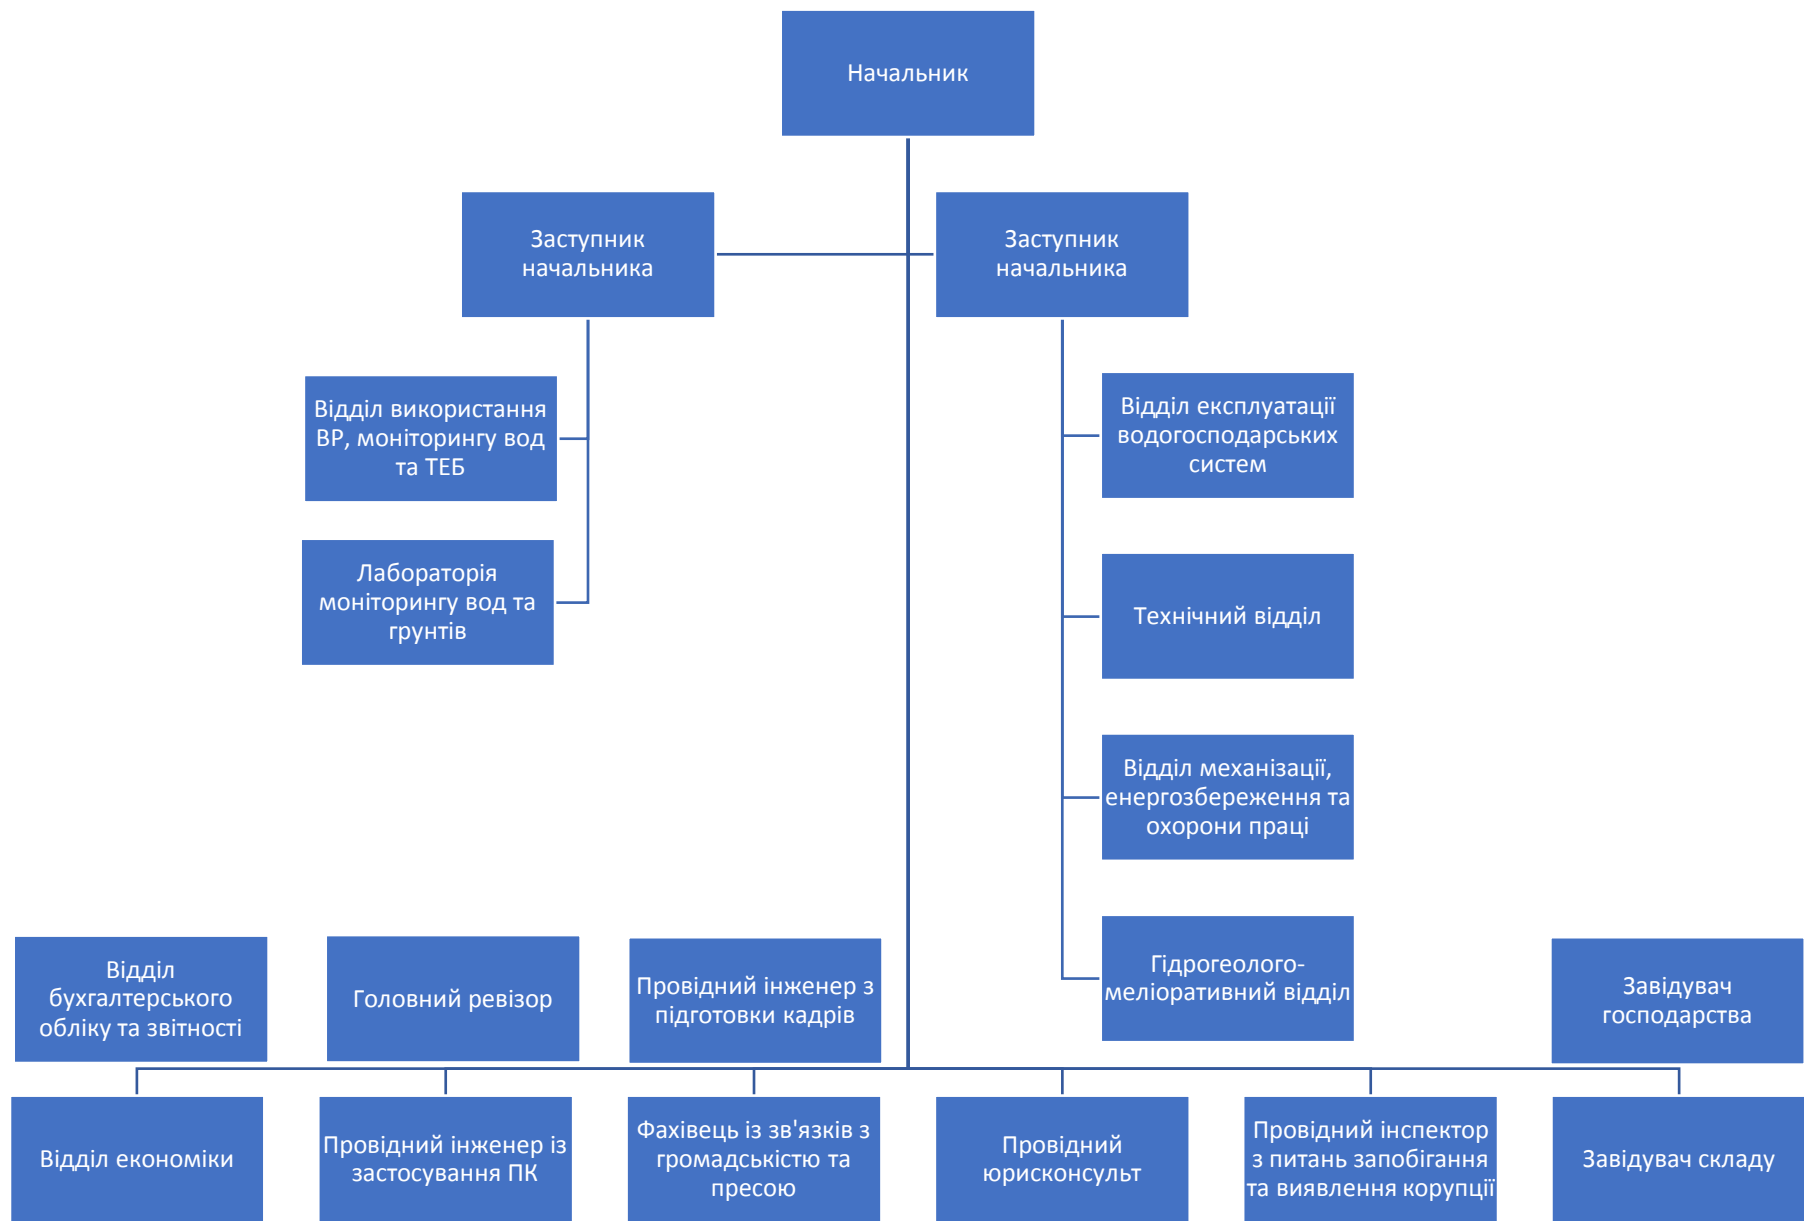 Начальник
Заступник
начальника
Заступник
начальника
Відділ використання
ВР, моніторингу вод
та ТЕБ
Лабораторія
моніторингу вод та
грунтів
Відділ експлуатації
водогосподарських
систем
Технічний відділ
Відділ механізації,
енергозбереження та
охорони праці
Гідрогеолого-
меліоративний відділ
Відділ
бухгалтерського
обліку та звітності
Головний ревізор
Провідний інженер з
підготовки кадрів
Завідувач
господарства
Відділ економіки
Провідний інженер із
застосування ПК
Фахівець із зв'язків з
громадськістю та
пресою
Провідний
юрисконсульт
Провідний інспектор
з питань запобігання
та виявлення корупції
Завідувач складу